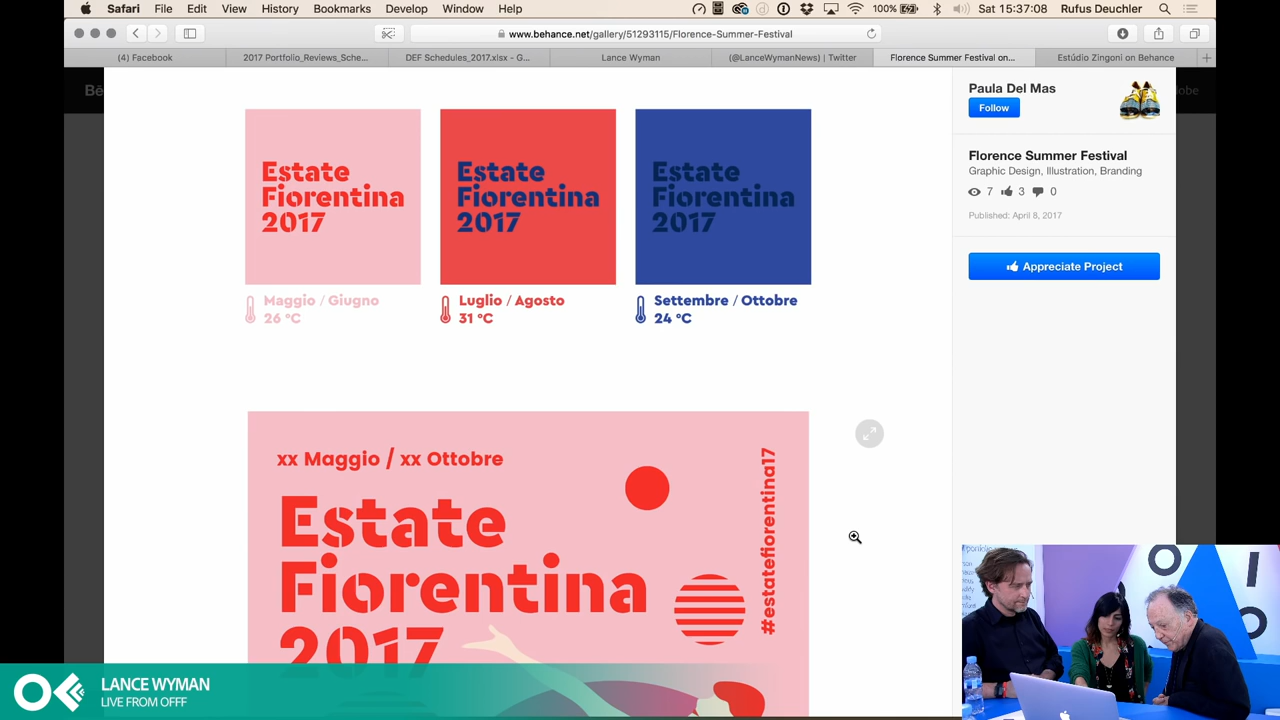 Safari File Edit View History Bookmarks Develop Window Help
100% Sat 15:37:08 Rufus Deuchler
www.behance.net/gallery/51293115/Florence-Summer-Festival
(4) Facebook
2017 Portfolio_Reviews_Sche...
DEF Schedules_2017.xlsx - G...
Lance Wyman
(@LanceWymanNews) | Twitter
Florence Summer Festival on...
Estúdio Zingoni on Behance
Estate
Fiorentina
2017
Maggio / Giugno
26 °C
Estate
Fiorentina
2017
Luglio / Agosto
31 °C
Estate
Fiorentina
2017
Settembre / Ottobre
24 °C
xx Maggio / xx Ottobre
Estate
Fiorentina
2017
#estatefiorentina17
Paula Del Mas
Follow
Florence Summer Festival
Graphic Design, Illustration, Branding
7 3 0
Published: April 8, 2017
Appreciate Project
LANCE WYMAN
LIVE FROM OFFF